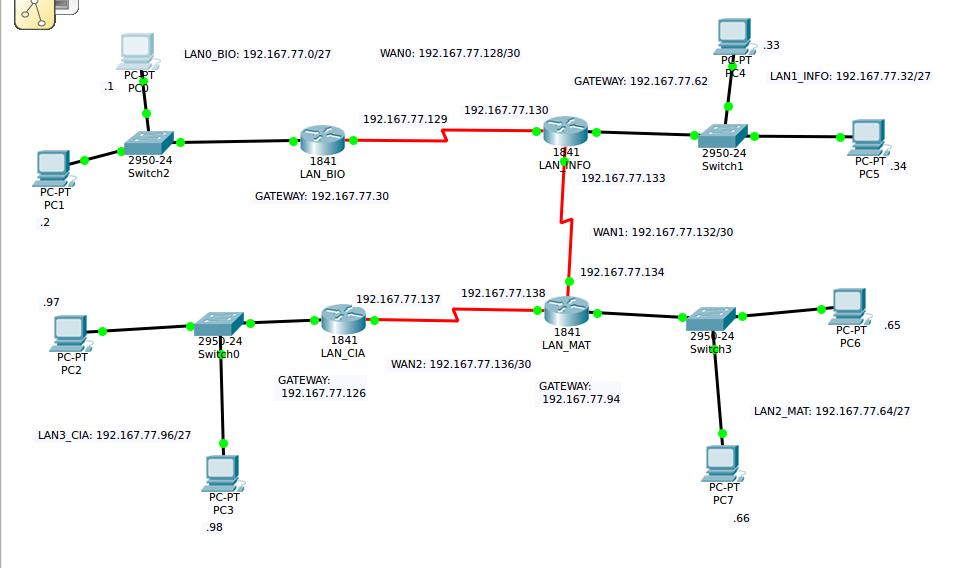 LAN0_BIO: 192.167.77.0/27
WAN0: 192.167.77.128/30
.33
PC-PT
PC4
LAN1_INFO: 192.167.77.32/27
GATEWAY: 192.167.77.62
PC-PT
PC0
.1
192.167.77.129
192.167.77.130
2950-24
Switch2
1841
LAN_BIO
1841
LAN_INFO
2950-24
Switch1
PC-PT
PC5
.34
192.167.77.133
PC-PT
PC1
.2
GATEWAY: 192.167.77.30
WAN1: 192.167.77.132/30
192.167.77.134
.97
192.167.77.137
192.167.77.138
PC-PT
PC2
2950-24
Switch0
1841
LAN_CIA
1841
LAN_MAT
2950-24
Switch3
PC-PT
PC6
.65
WAN2: 192.167.77.136/30
GATEWAY:
192.167.77.126
GATEWAY:
192.167.77.94
LAN2_MAT: 192.167.77.64/27
LAN3_CIA: 192.167.77.96/27
PC-PT
PC3
.98
PC-PT
PC7
.66